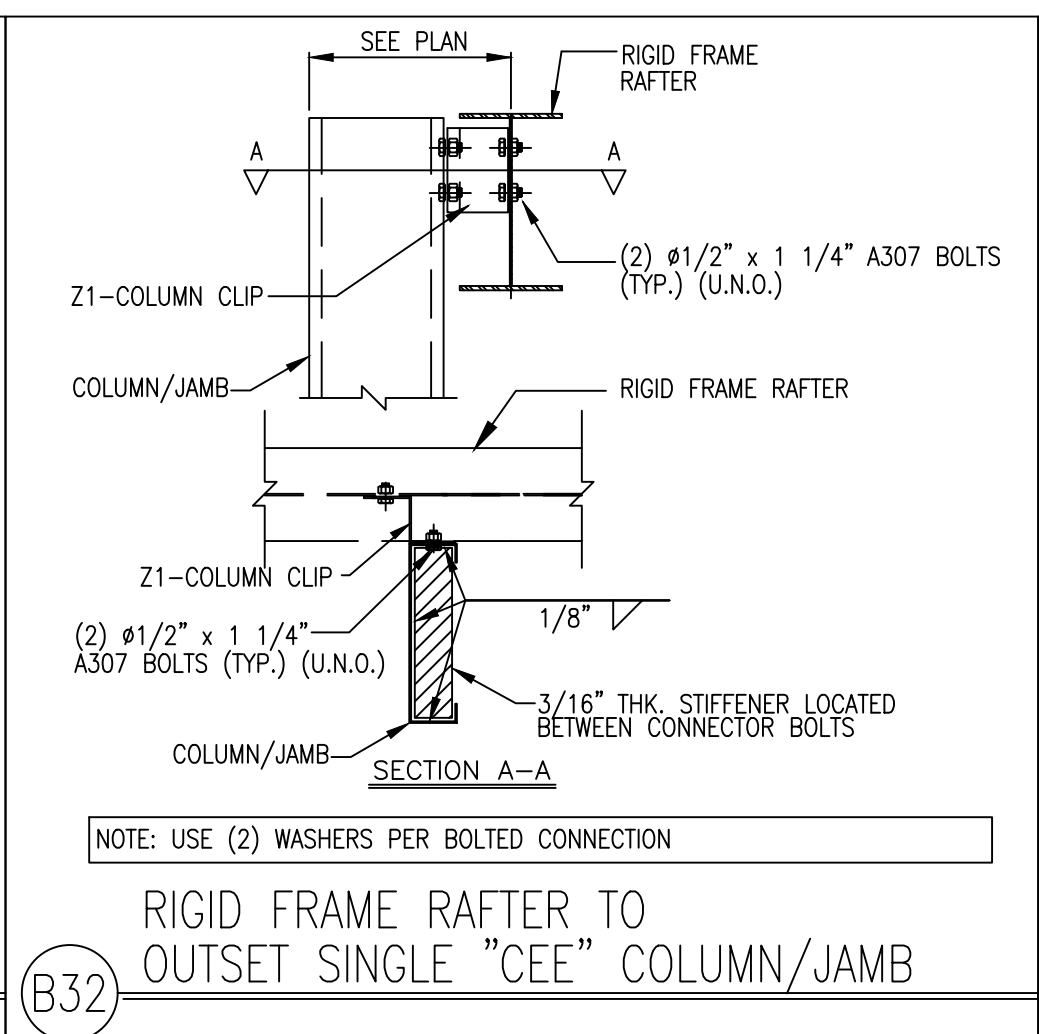 SEE PLAN
RIGID FRAME
RAFTER
A
A
(2) ø1/2" x 1 1/4" A307 BOLTS
(TYP.) (U.N.O.)
Z1-COLUMN CLIP
COLUMN/JAMB
RIGID FRAME RAFTER
Z1-COLUMN CLIP
1/8"
(2) ø1/2" x 1 1/4"
A307 BOLTS (TYP.) (U.N.O.)
3/16" THK. STIFFENER LOCATED
BETWEEN CONNECTOR BOLTS
COLUMN/JAMB
SECTION A-A
NOTE: USE (2) WASHERS PER BOLTED CONNECTION
RIGID FRAME RAFTER TO
OUTSET SINGLE "CEE" COLUMN/JAMB
B32